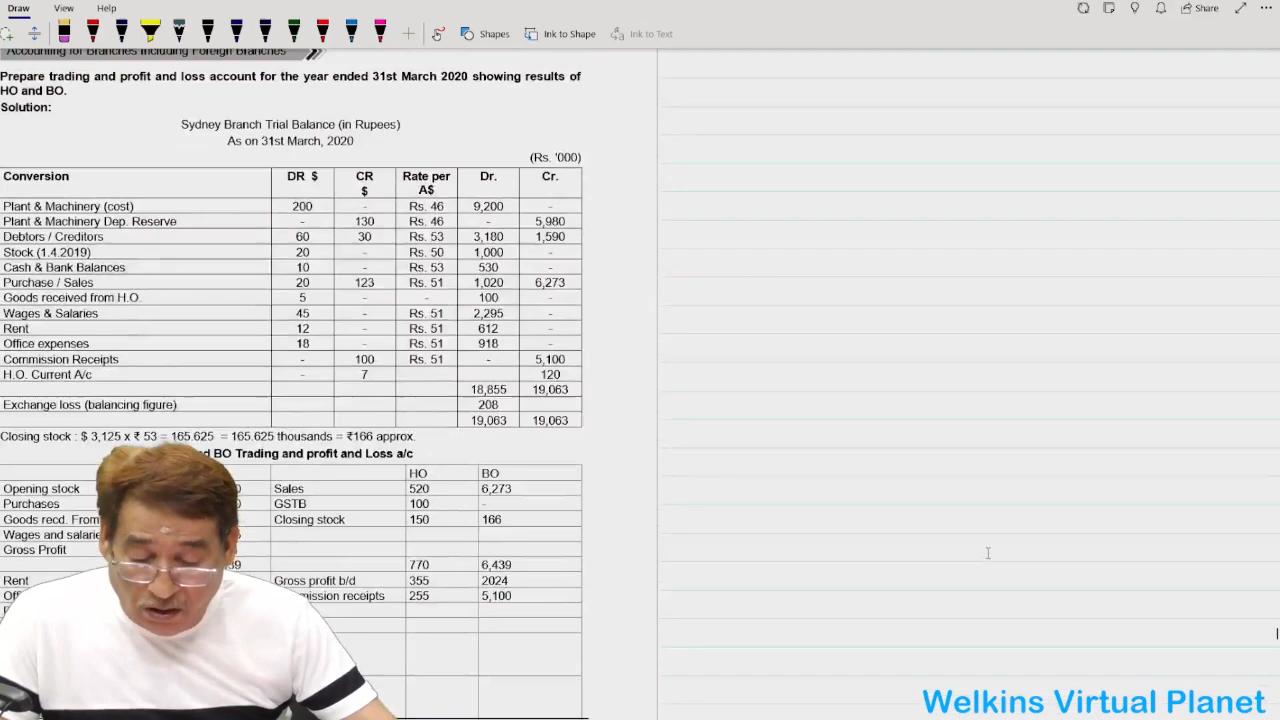 Draw View Help
Share
Shapes Ink to Shape Ink to Text
Accounting for Branches Including Foreign Branches
Prepare trading and profit and loss account for the year ended 31st March 2020 showing results of
HO and BO.
Solution:
Sydney Branch Trial Balance (in Rupees)
As on 31st March, 2020
(Rs. '000)
Conversion DR $ CR $ Rate per A$ Dr. Cr.
Plant & Machinery (cost) 200 - Rs. 46 9,200 -
Plant & Machinery Dep. Reserve - 130 Rs. 46 - 5,980
Debtors / Creditors 60 30 Rs. 53 3,180 1,590
Stock (1.4.2019) 20 - Rs. 50 1,000 -
Cash & Bank Balances 10 - Rs. 53 530 -
Purchase / Sales 20 123 Rs. 51 1,020 6,273
Goods received from H.O. 5 - - 100 -
Wages & Salaries 45 - Rs. 51 2,295 -
Rent 12 - Rs. 51 612 -
Office expenses 18 - Rs. 51 918 -
Commission Receipts - 100 Rs. 51 - 5,100
H.O. Current A/c - 7 120
18,855 19,063
Exchange loss (balancing figure) 208
19,063 19,063
Closing stock : $ 3,125 x ₹ 53 = 165.625 = 165.625 thousands = ₹166 approx.
BO Trading and profit and Loss a/c
HO BO
Opening stock Sales 520 6,273
Purchases GSTB 100 -
Goods recd. From Closing stock 150 166
Wages and
Gross Profit
770 6,439
Rent Gross profit b/d 355 2024
receipts 255 5,100
Welkins Virtual Planet